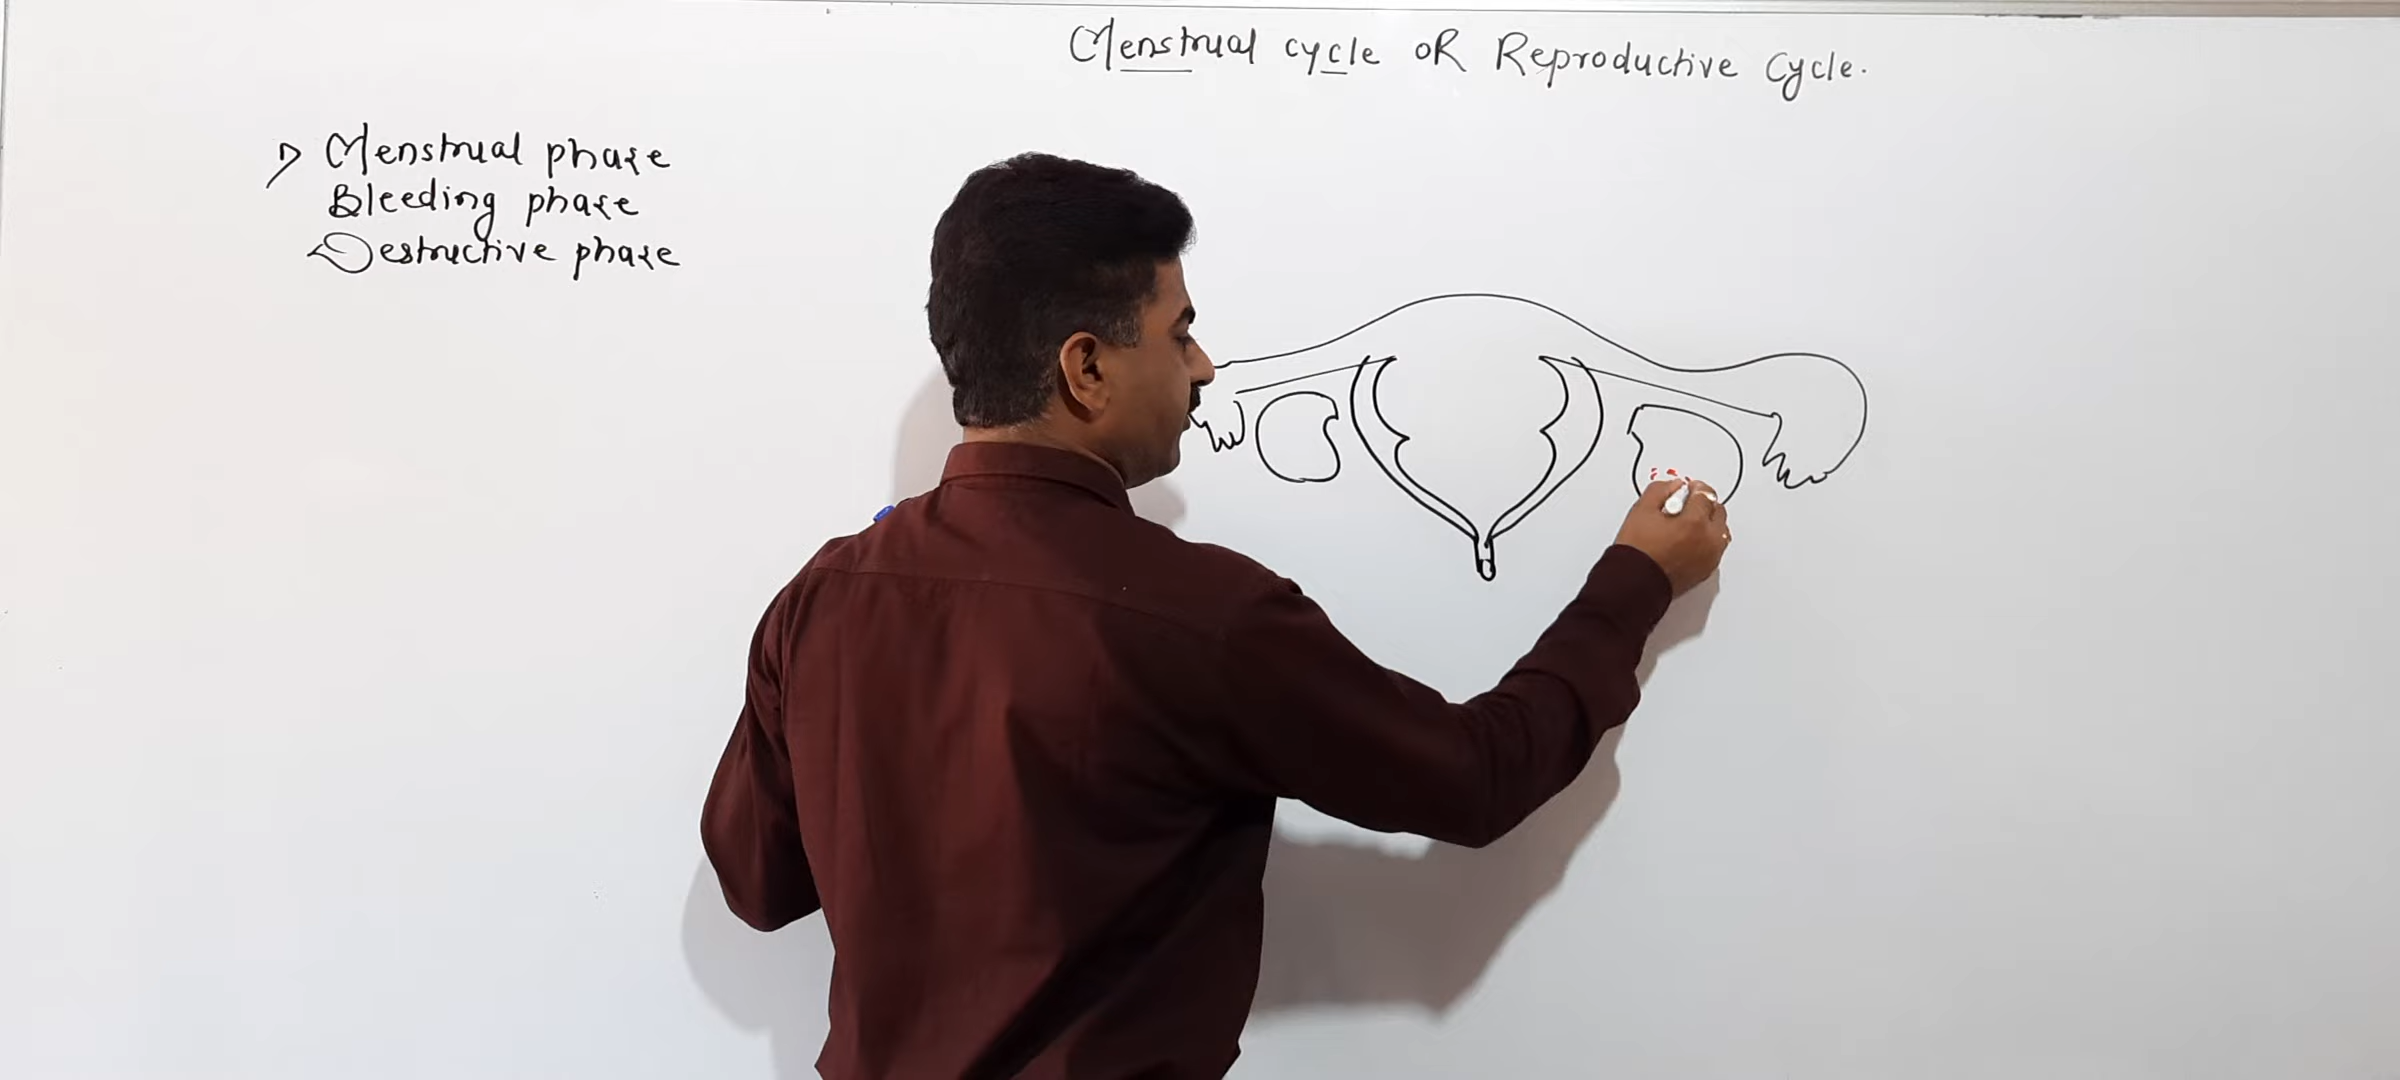 Menstrual cycle OR Reproductive Cycle.
Menstrual phase
Bleeding phase
Destructive phase